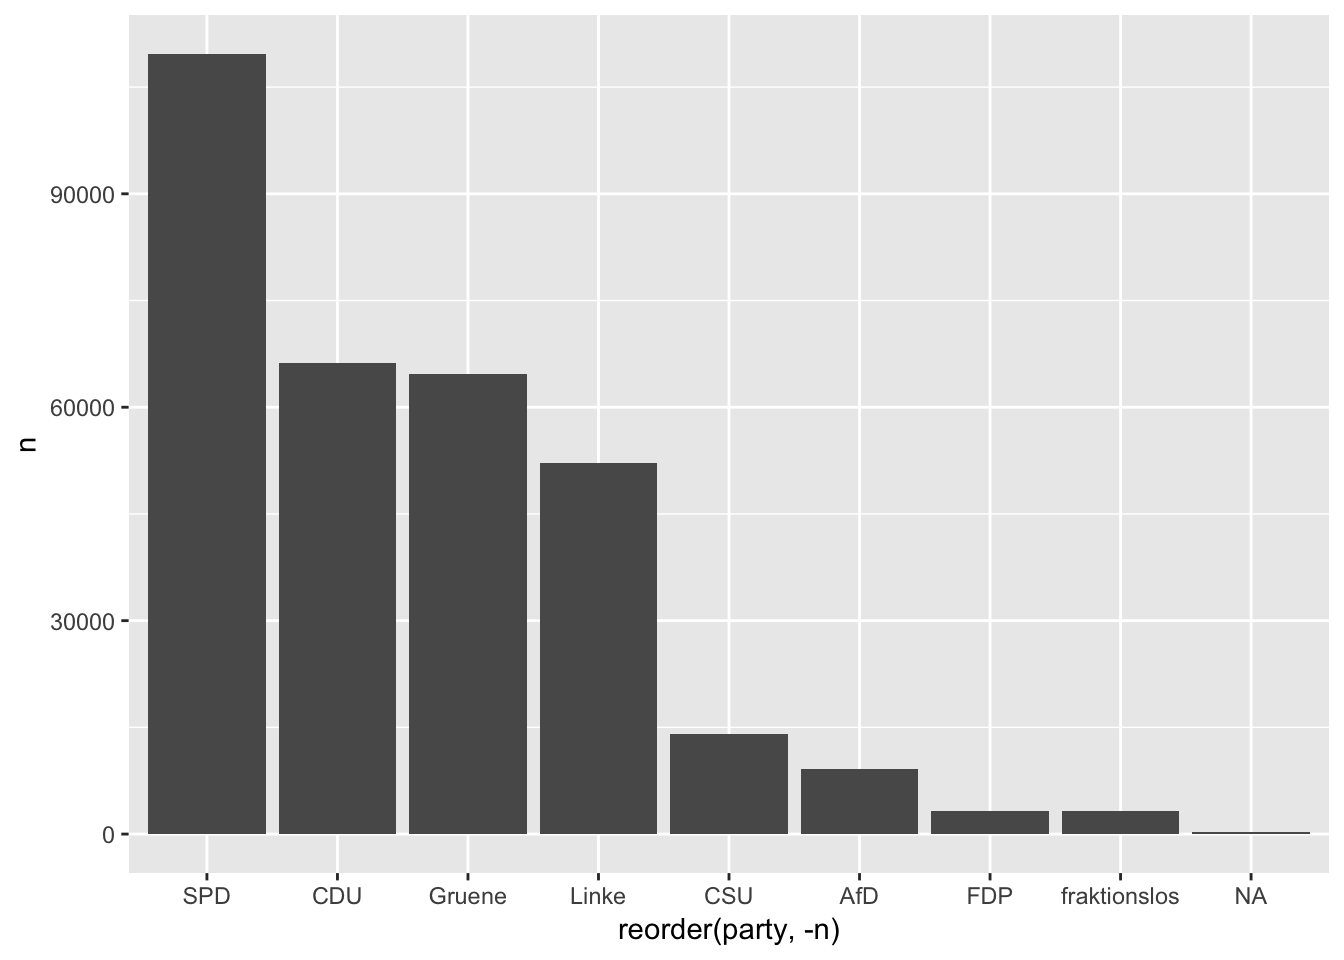 90000
60000
30000
0
n
SPD CDU Gruene Linke CSU AfD FDP fraktionslos NA
reorder(party, -n)